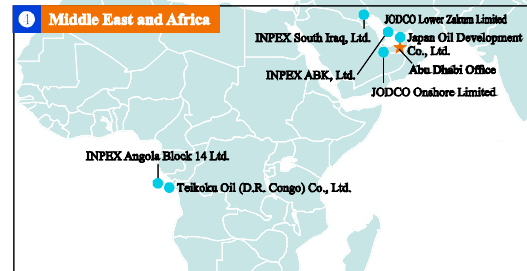 1 Middle East and Africa
JODCO Lower Zakum Limited
INPEX South Iraq, Ltd.
Japan Oil Development
Co., Ltd.
INPEX ABK, Ltd.
Abu Dhabi Office
JODCO Onshore Limited
INPEX Angola Block 14 Ltd.
Teikoku Oil (D.R. Congo) Co., Ltd.